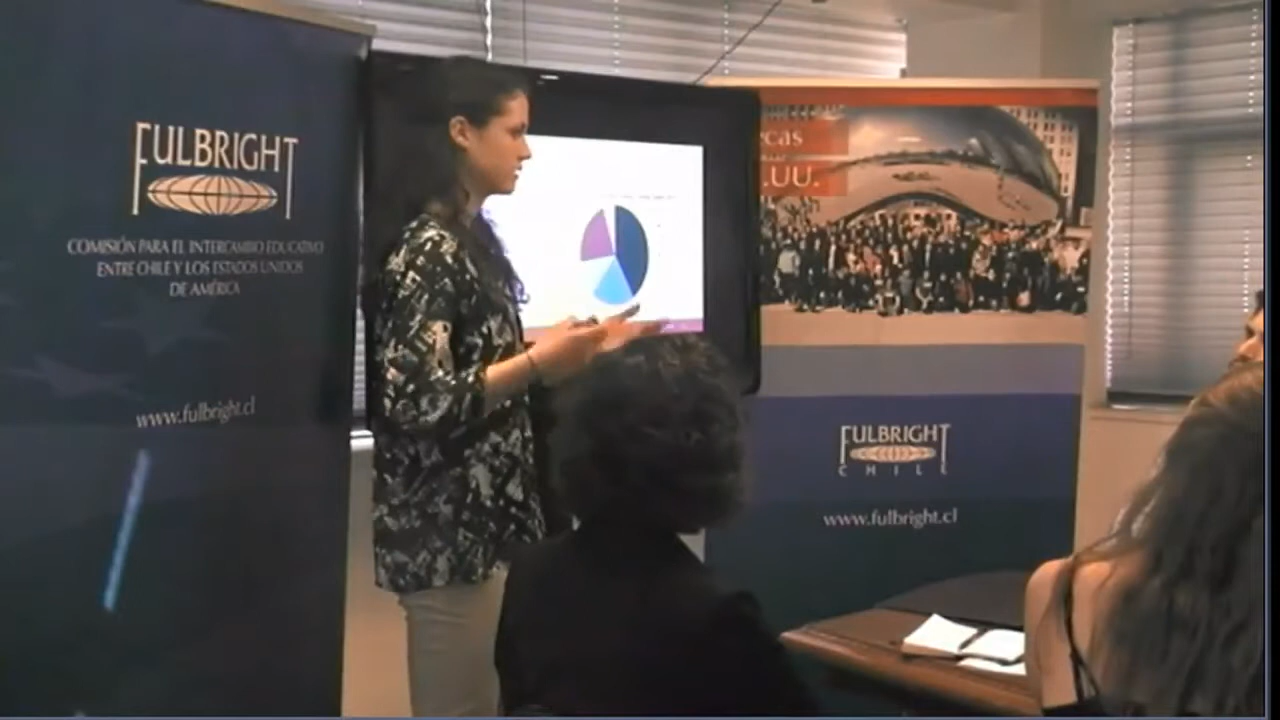 FULBRIGHT
COMISIÓN PARA EL INTERCAMBIO EDUCATIVO
ENTRE CHILE Y LOS ESTADOS UNIDOS
DE AMÉRICA
www.fulbright.cl
cas
.UU.
FULBRIGHT
CHILE
www.fulbright.cl